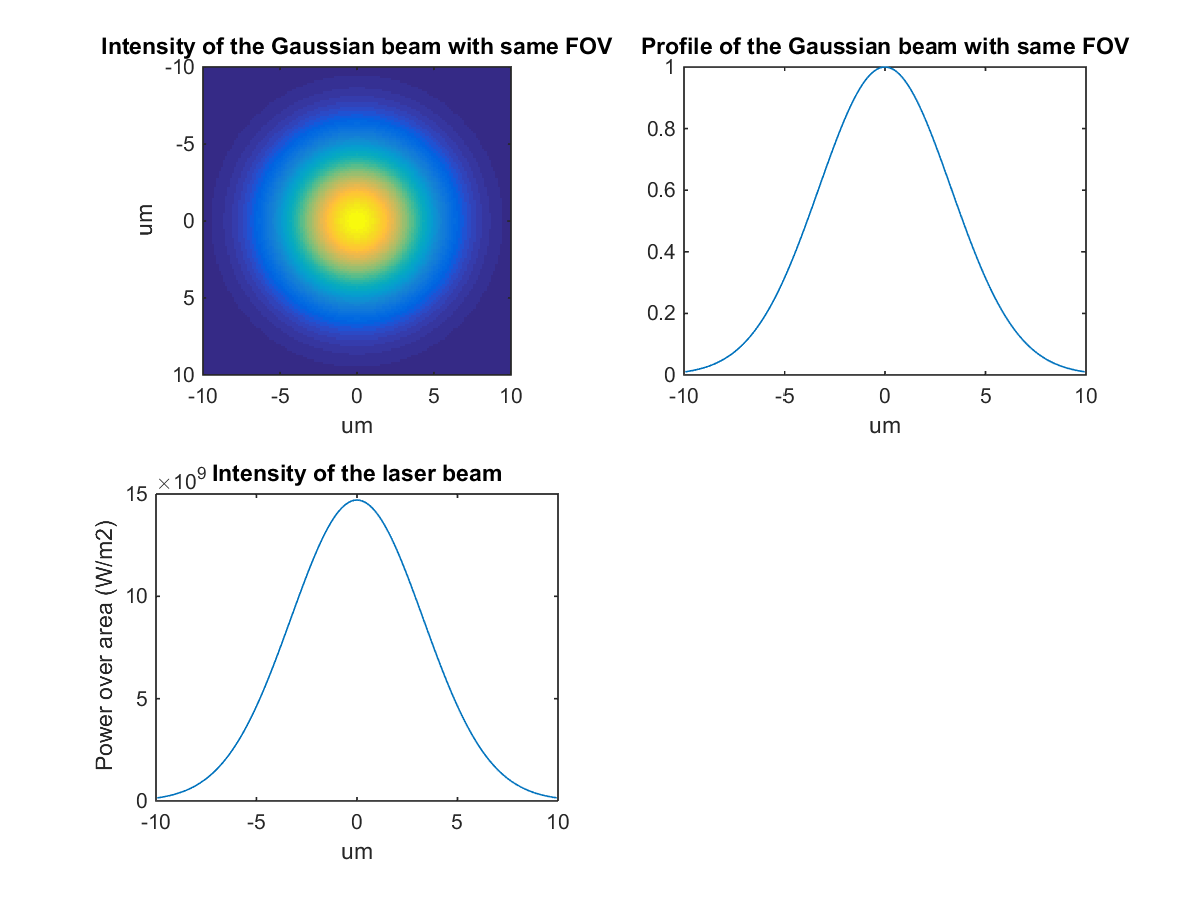 Intensity of the Gaussian beam with same FOV
-10
-5
0
5
10
um
-10 -5 0 5 10
um
Profile of the Gaussian beam with same FOV
1
0.8
0.6
0.4
0.2
0
-10 -5 0 5 10
um
×10⁹ Intensity of the laser beam
15
10
5
0
Power over area (W/m2)
-10 -5 0 5 10
um